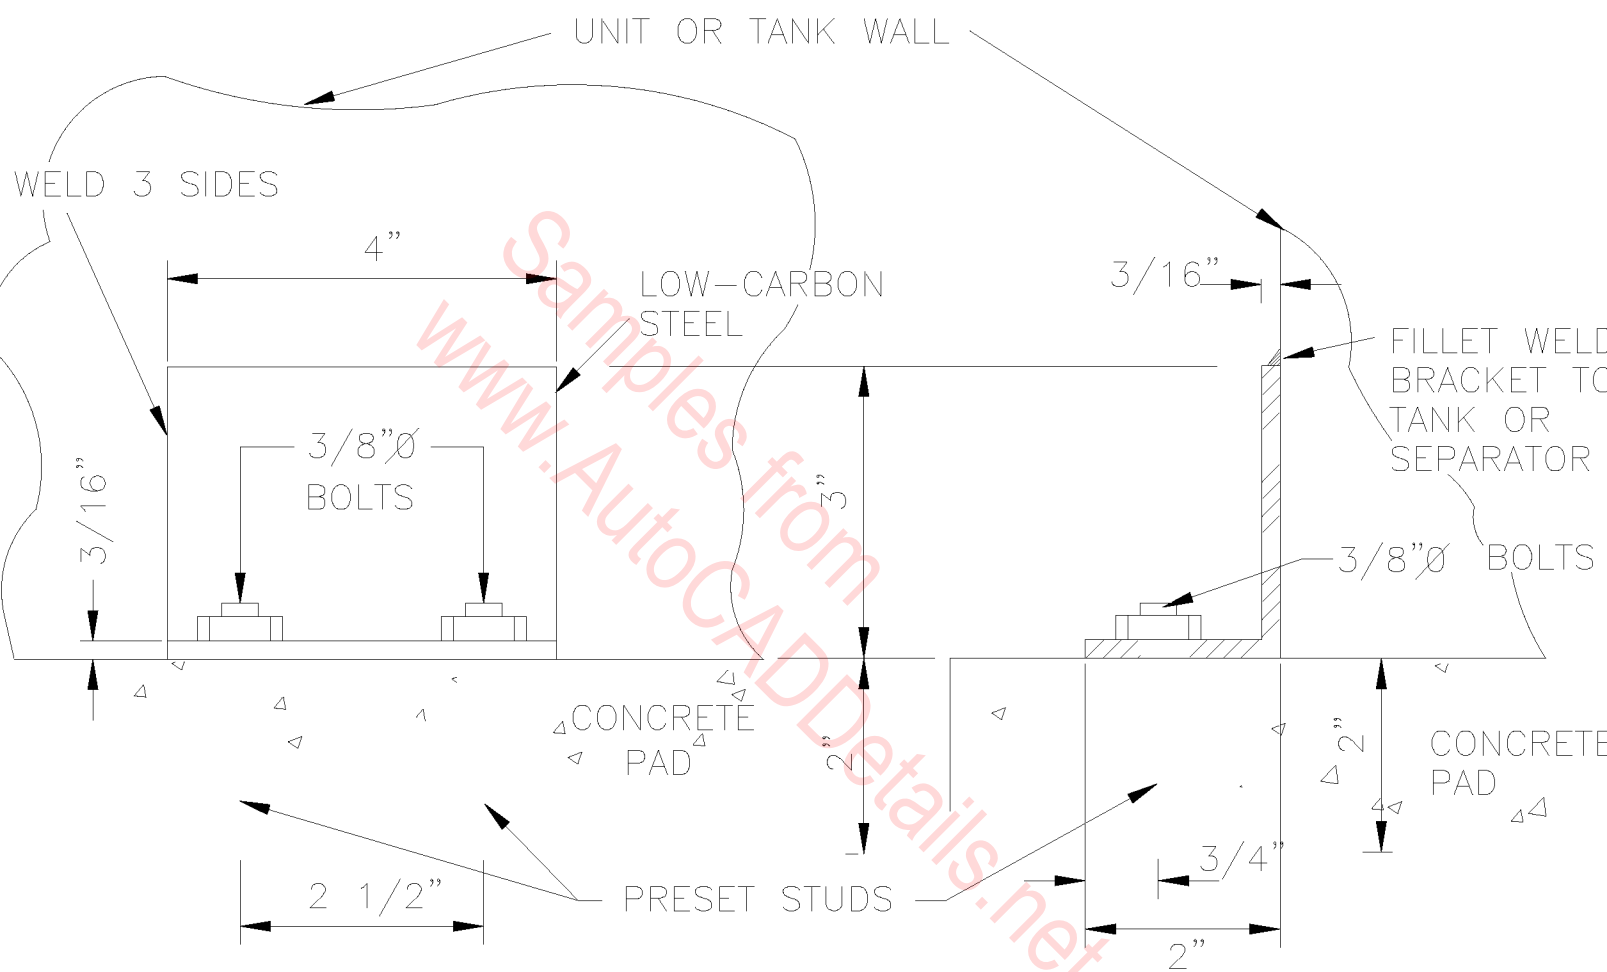 UNIT OR TANK WALL
WELD 3 SIDES
4”
LOW-CARBON
STEEL
3/16”
FILLET WELD
BRACKET TO
TANK OR
SEPARATOR
3/8”Ø
BOLTS
3/16”
3”
3/8”Ø BOLTS
CONCRETE
PAD
2”
2”
CONCRETE
PAD
3/4”
2 1/2”
PRESET STUDS
2”
Samples from
www.AutoCADDetails.net